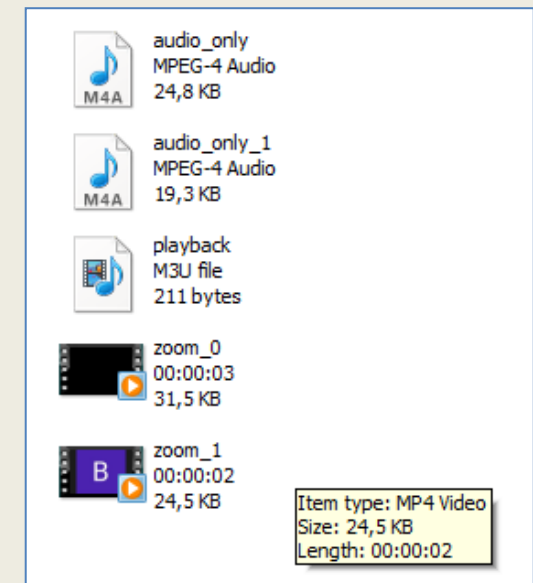 audio_only
MPEG-4 Audio
24,8 KB
M4A
audio_only_1
MPEG-4 Audio
19,3 KB
M4A
playback
M3U file
211 bytes
zoom_0
00:00:03
31,5 KB
zoom_1
00:00:02
24,5 KB
B
Item type: MP4 Video
Size: 24,5 KB
Length: 00:00:02